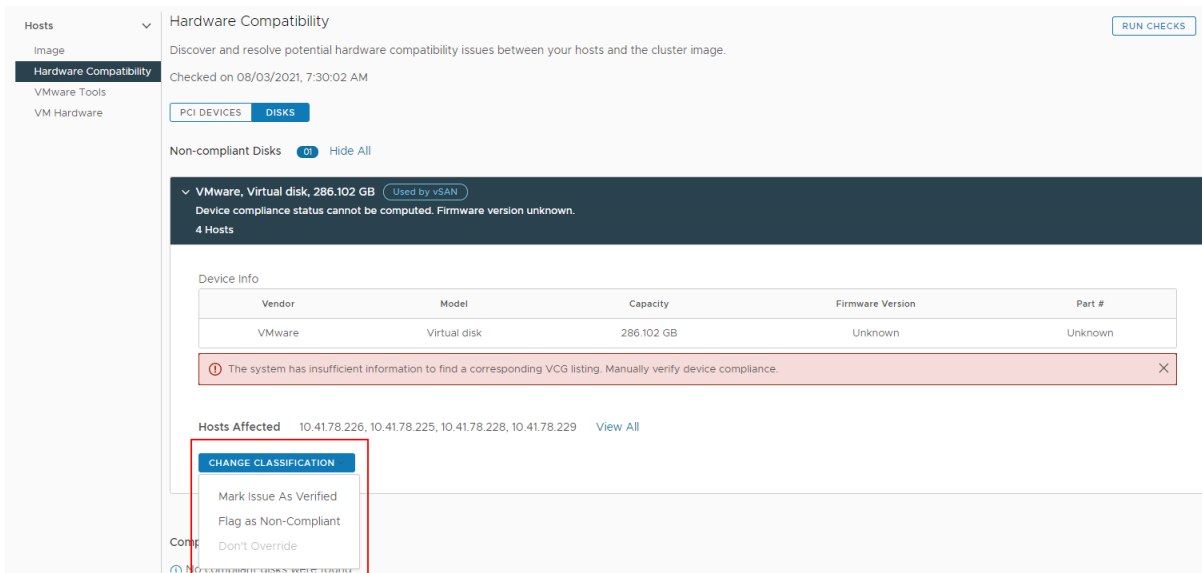 Hosts
Image
Hardware Compatibility
VMware Tools
VM Hardware
Hardware Compatibility
RUN CHECKS
Discover and resolve potential hardware compatibility issues between your hosts and the cluster image.
Checked on 08/03/2021, 7:30:02 AM
PCI DEVICES DISKS
Non-compliant Disks 01 Hide All
VMware, Virtual disk, 286.102 GB Used by vSAN
Device compliance status cannot be computed. Firmware version unknown.
4 Hosts
Device Info
Vendor Model Capacity Firmware Version Part #
VMware Virtual disk 286.102 GB Unknown Unknown
The system has insufficient information to find a corresponding VCG listing. Manually verify device compliance.
Hosts Affected 10.41.78.226, 10.41.78.225, 10.41.78.228, 10.41.78.229 View All
CHANGE CLASSIFICATION
Mark Issue As Verified
Flag as Non-Compliant
Don't Override
No compliant disks were found